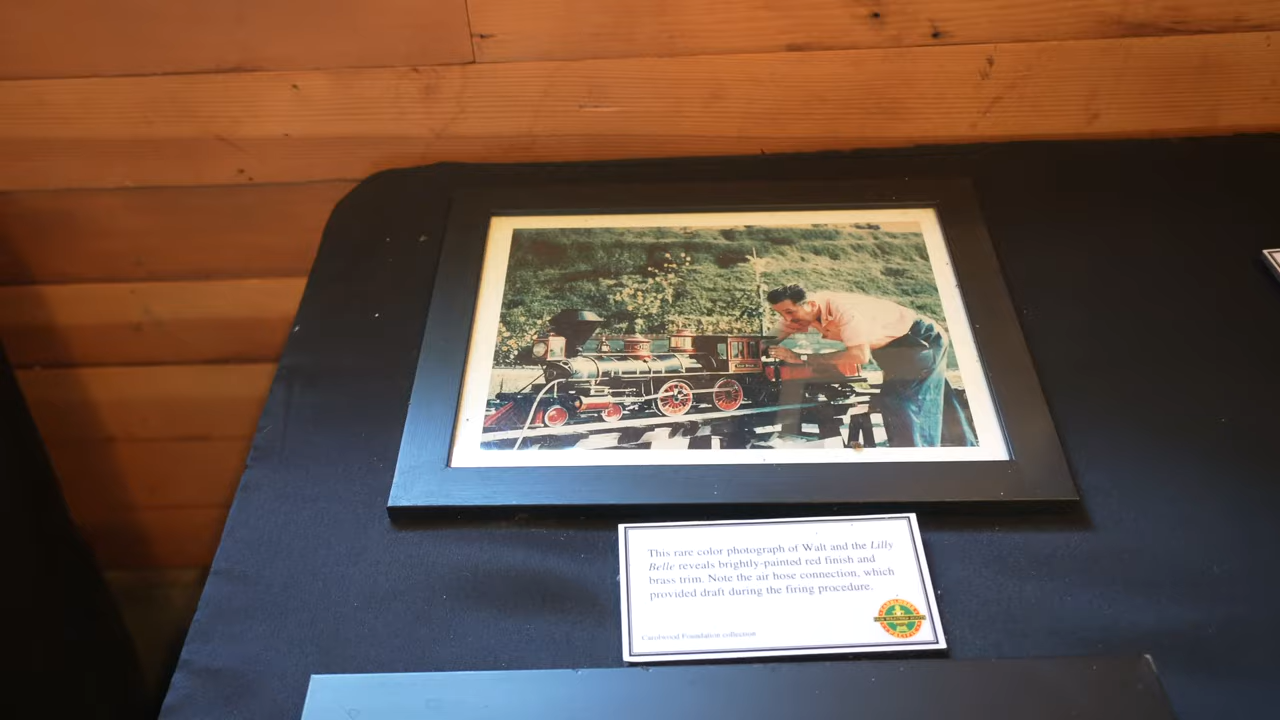 This rare color photograph of Walt and the Lilly
Belle reveals brightly-painted red finish and
brass trim. Note the air hose connection, which
provided draft during the firing procedure.
Carolwood Foundation collection